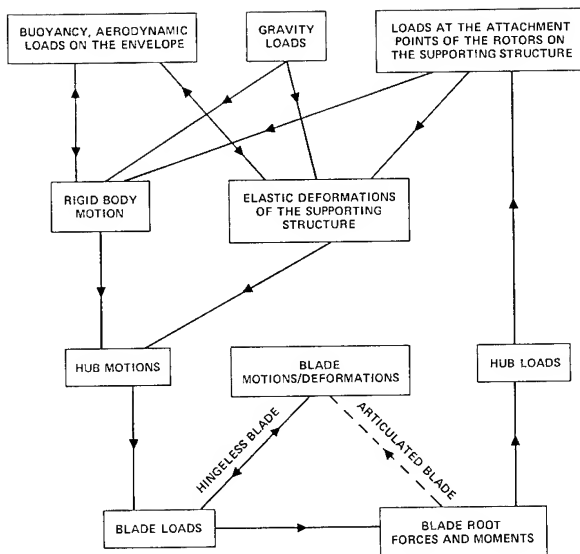 BUOYANCY, AERODYNAMIC
LOADS ON THE ENVELOPE
GRAVITY
LOADS
LOADS AT THE ATTACHMENT
POINTS OF THE ROTORS ON
THE SUPPORTING STRUCTURE
RIGID BODY
MOTION
ELASTIC DEFORMATIONS
OF THE SUPPORTING
STRUCTURE
HUB MOTIONS
BLADE
MOTIONS/DEFORMATIONS
HUB LOADS
HINGELESS BLADE
ARTICULATED BLADE
BLADE LOADS
BLADE ROOT
FORCES AND MOMENTS